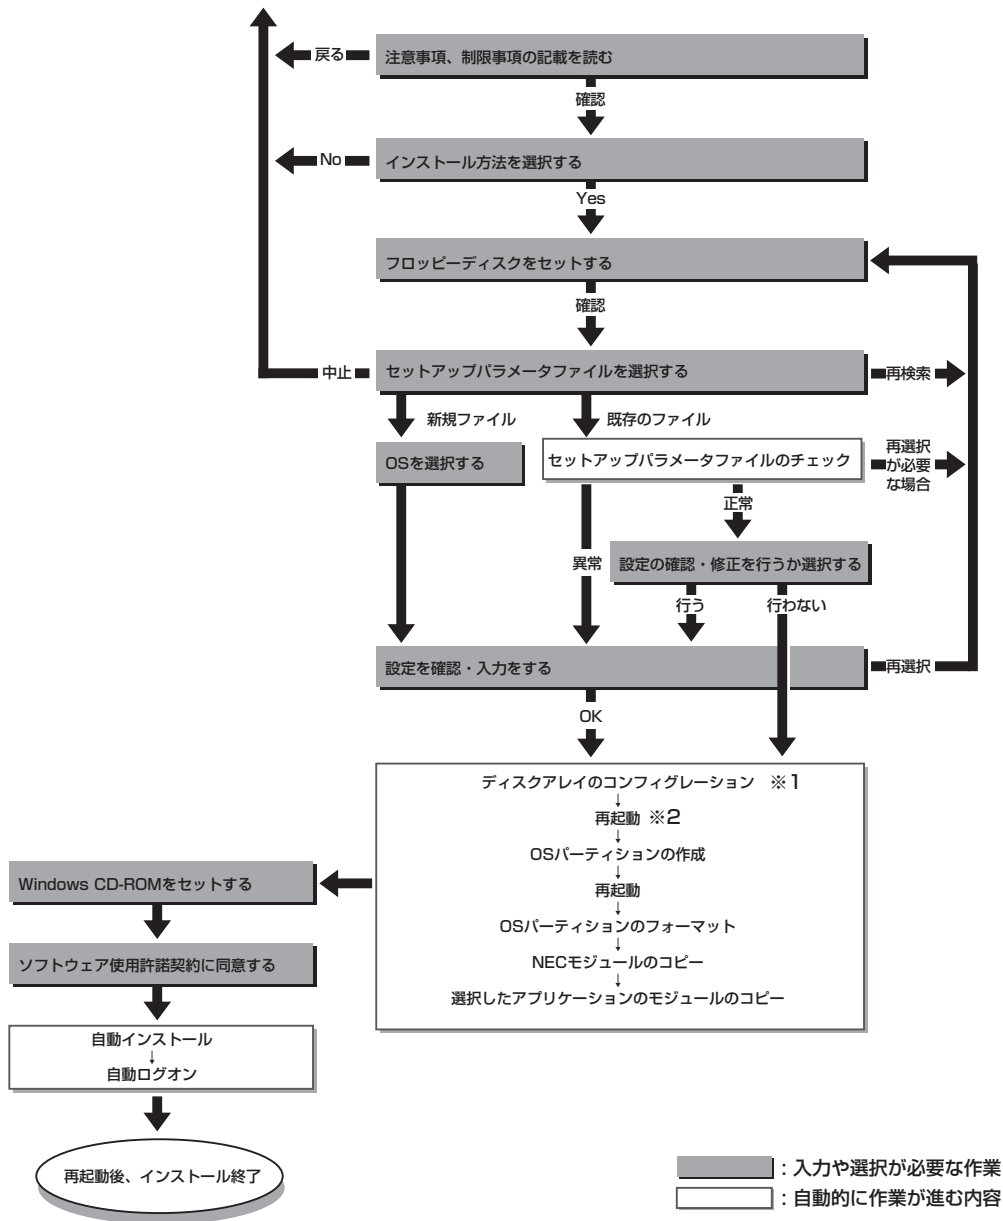 戻る
注意事項、制限事項の記載を読む
確認
No
インストール方法を選択する
Yes
フロッピーディスクをセットする
確認
中止
セットアップパラメータファイルを選択する
再検索
新規ファイル
既存のファイル
OSを選択する
セットアップパラメータファイルのチェック
再選択
が必要
な場合
正常
異常
設定の確認・修正を行うか選択する
行う
行わない
設定を確認・入力をする
再選択
OK
ディスクアレイのコンフィグレーション ※1
↓
再起動 ※2
↓
OSパーティションの作成
↓
再起動
↓
OSパーティションのフォーマット
↓
NECモジュールのコピー
↓
選択したアプリケーションのモジュールのコピー
Windows CD-ROMをセットする
ソフトウェア使用許諾契約に同意する
自動インストール
↓
自動ログオン
再起動後、インストール終了
：入力や選択が必要な作業
：自動的に作業が進む内容